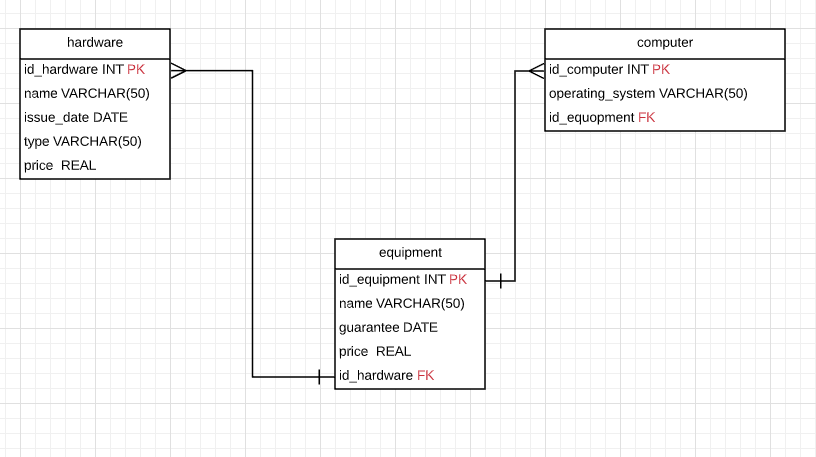 hardware
id_hardware INT PK
name VARCHAR(50)
issue_date DATE
type VARCHAR(50)
price  REAL
computer
id_computer INT PK
operating_system VARCHAR(50)
id_equopment FK
equipment
id_equipment INT PK
name VARCHAR(50)
guarantee DATE
price  REAL
id_hardware FK